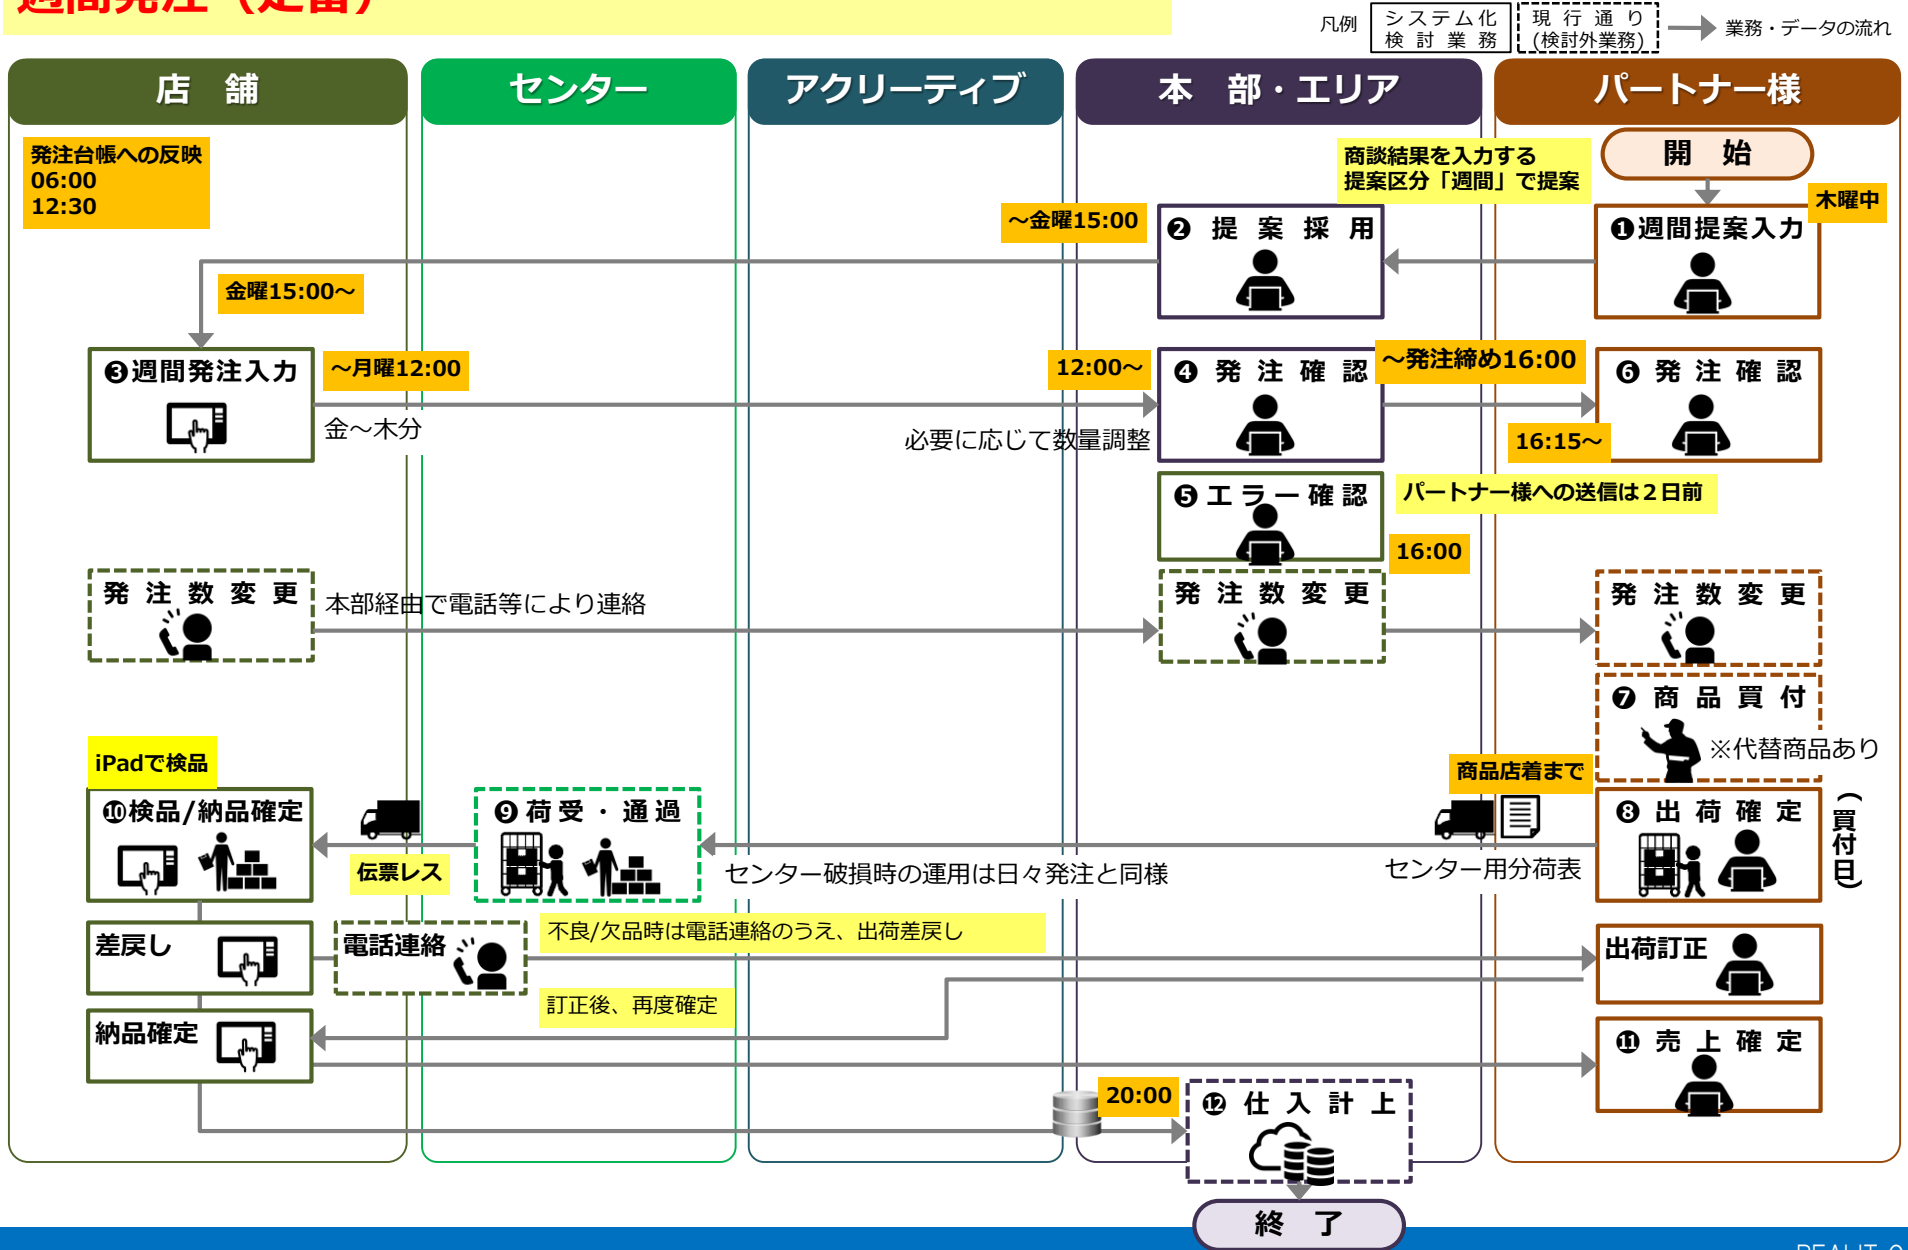 週間発注（定番）
凡例
システム化
検討業務
現行通り
(検討外業務)
業務・データの流れ
店　舗
センター
アクリーティブ
本　部・エリア
パートナー様
発注台帳への反映
06:00
12:30
商談結果を入力する
提案区分「週間」で提案
開　始
木曜中
～金曜15:00
❷提案採用
❶週間提案入力
金曜15:00～
❸週間発注入力
～月曜12:00
金～木分
12:00～
❹発注確認
～発注締め16:00
❻発注確認
必要に応じて数量調整
16:15～
❺エラー確認
パートナー様への送信は２日前
16:00
発注数変更
本部経由で電話等により連絡
発注数変更
発注数変更
❼商品買付
※代替商品あり
iPadで検品
商品店着まで
❿検品/納品確定
❾荷受・通過
❽出荷確定
（買付日）
伝票レス
センター破損時の運用は日々発注と同様
センター用分荷表
差戻し
電話連絡
不良/欠品時は電話連絡のうえ、出荷差戻し
出荷訂正
訂正後、再度確定
納品確定
⓫売上確定
20:00
⓬仕入計上
終　了